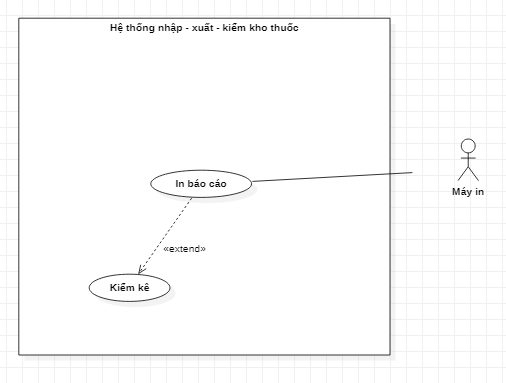 Hệ thống nhập - xuất - kiểm kho thuốc
In báo cáo
Máy in
«extend»
Kiểm kê